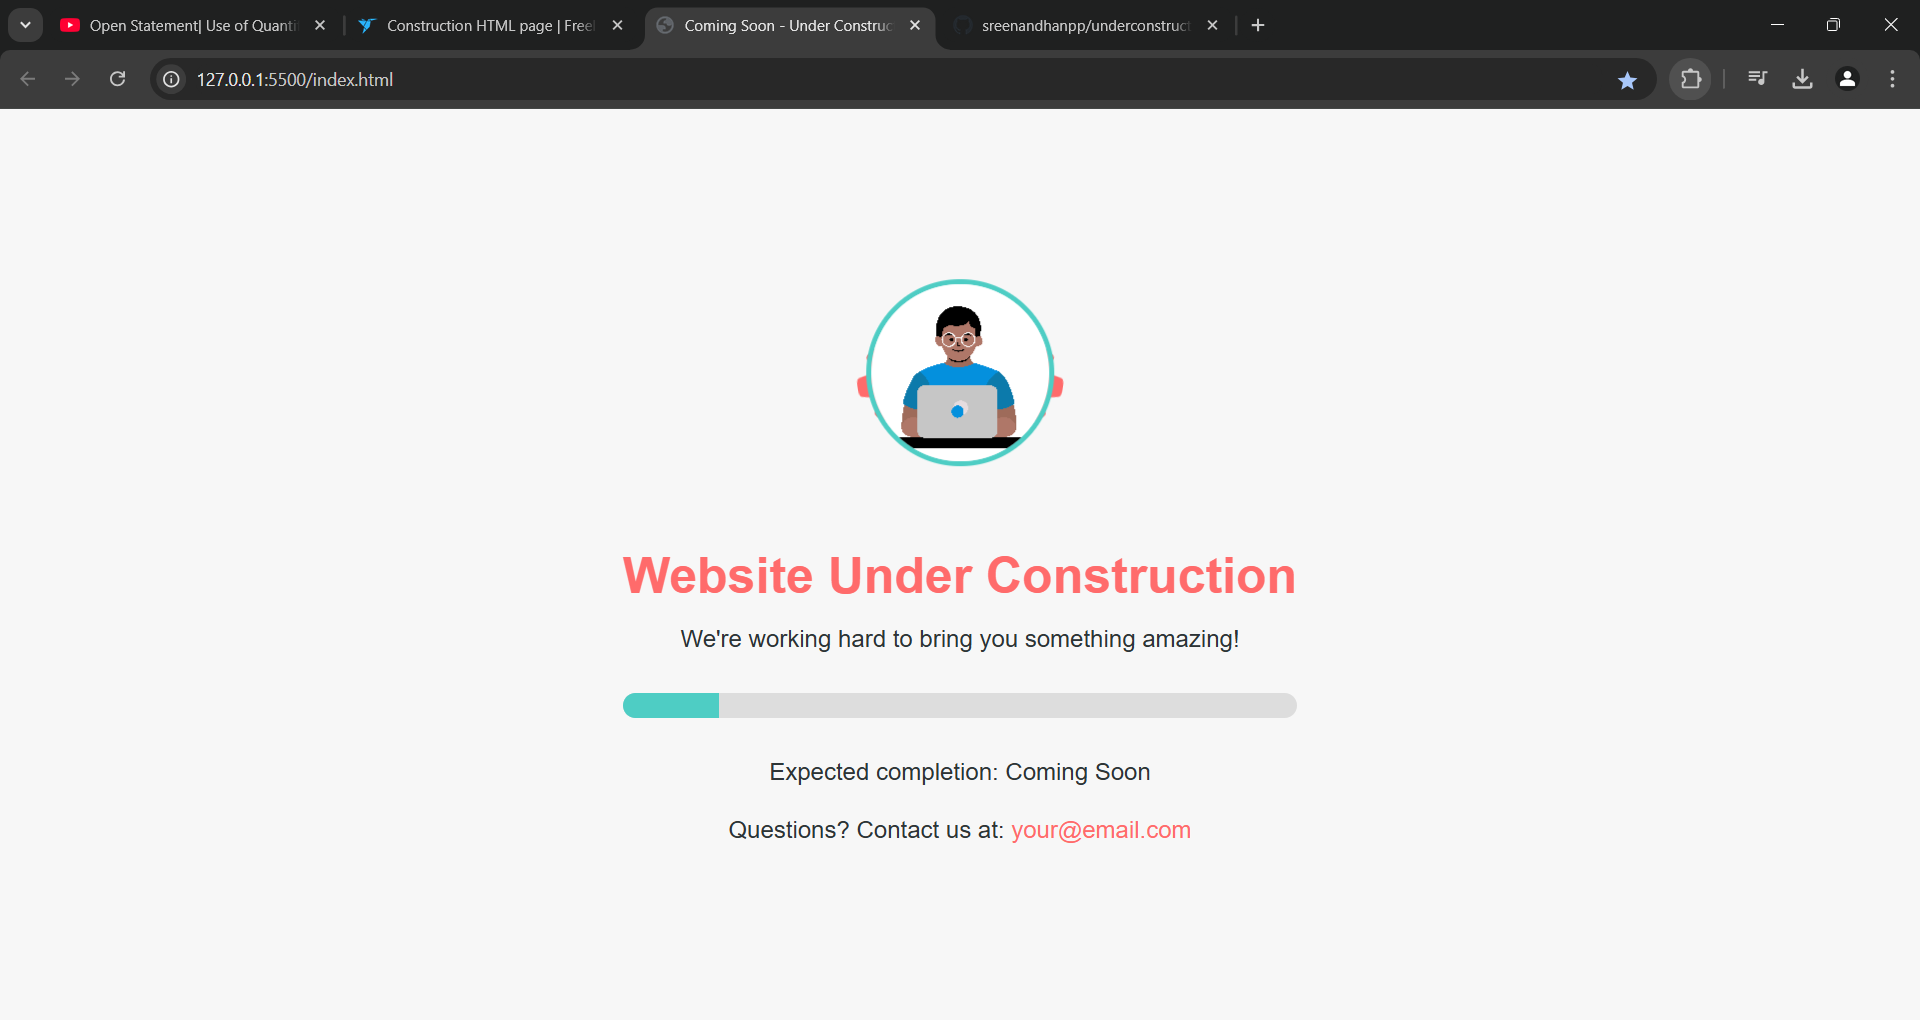 Open Statement| Use of Quanti
Construction HTML page | Freel
Coming Soon - Under Construc
sreenandhanpp/underconstruct
127.0.0.1:5500/index.html
Website Under Construction
We're working hard to bring you something amazing!
Expected completion: Coming Soon
Questions? Contact us at: your@email.com